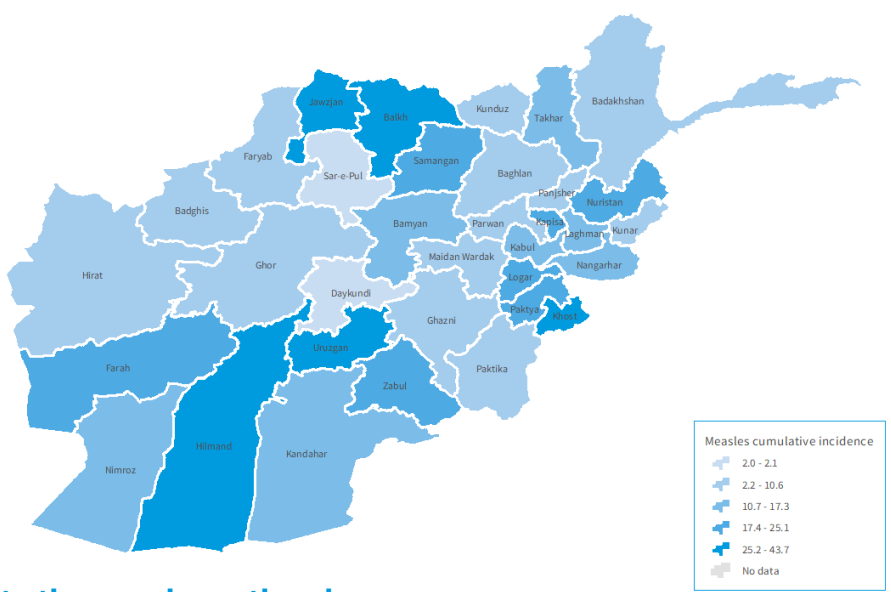 Jawzjan
Balkh
Kunduz
Takhar
Badakhshan
Faryab
Samangan
Sar-e-Pul
Baghlan
Panjsher
Nuristan
Badghis
Bamyan
Parwan
Kapisa
Laghman
Kunar
Kabul
Maidan Wardak
Nangarhar
Hirat
Ghor
Logar
Daykundi
Paktya
Khost
Ghazni
Uruzgan
Farah
Zabul
Paktika
Hilmand
Kandahar
Nimroz
Measles cumulative incidence
2.0 - 2.1
2.2 - 10.6
10.7 - 17.3
17.4 - 25.1
25.2 - 43.7
No data